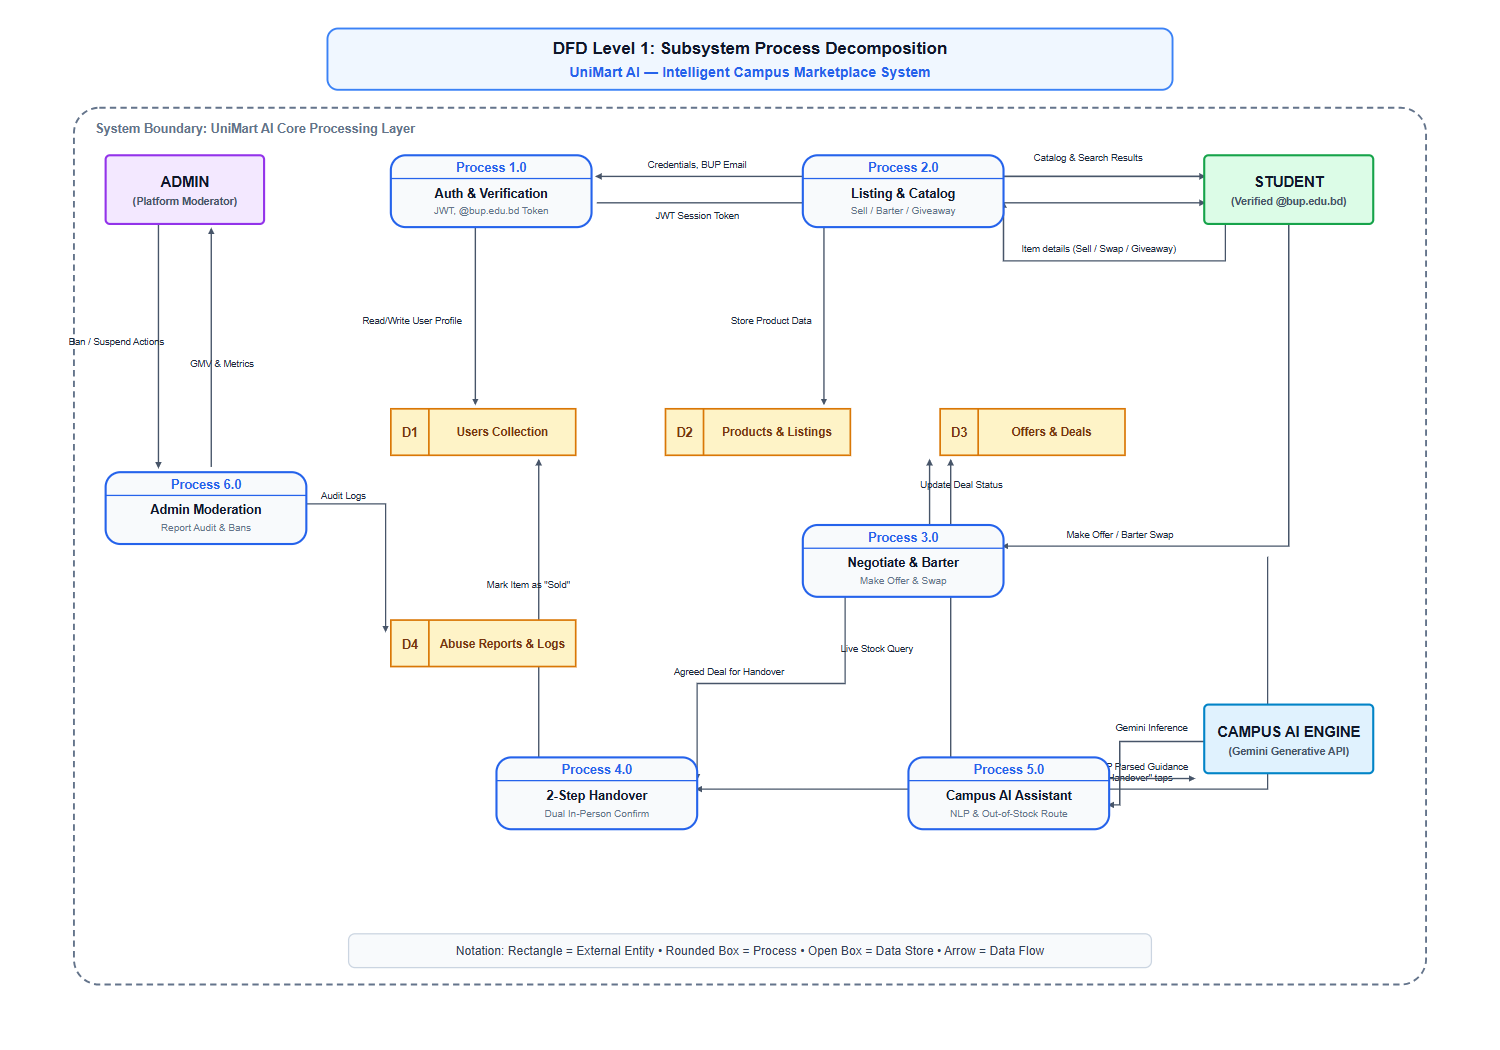 DFD Level 1: Subsystem Process Decomposition
UniMart AI — Intelligent Campus Marketplace System
System Boundary: UniMart AI Core Processing Layer
ADMIN
(Platform Moderator)
Process 1.0
Auth & Verification
JWT, @bup.edu.bd Token
Credentials, BUP Email
JWT Session Token
Process 2.0
Listing & Catalog
Sell / Barter / Giveaway
Catalog & Search Results
Item details (Sell / Swap / Giveaway)
STUDENT
(Verified @bup.edu.bd)
Ban / Suspend Actions
GMV & Metrics
Read/Write User Profile
Store Product Data
D1
Users Collection
D2
Products & Listings
D3
Offers & Deals
Process 6.0
Admin Moderation
Report Audit & Bans
Audit Logs
Update Deal Status
Process 3.0
Negotiate & Barter
Make Offer & Swap
Make Offer / Barter Swap
Mark Item as "Sold"
D4
Abuse Reports & Logs
Live Stock Query
Agreed Deal for Handover
Process 4.0
2-Step Handover
Dual In-Person Confirm
Process 5.0
Campus AI Assistant
NLP & Out-of-Stock Route
Gemini Inference
P Parsed Guidance
Handover" taps
CAMPUS AI ENGINE
(Gemini Generative API)
Notation: Rectangle = External Entity • Rounded Box = Process • Open Box = Data Store • Arrow = Data Flow